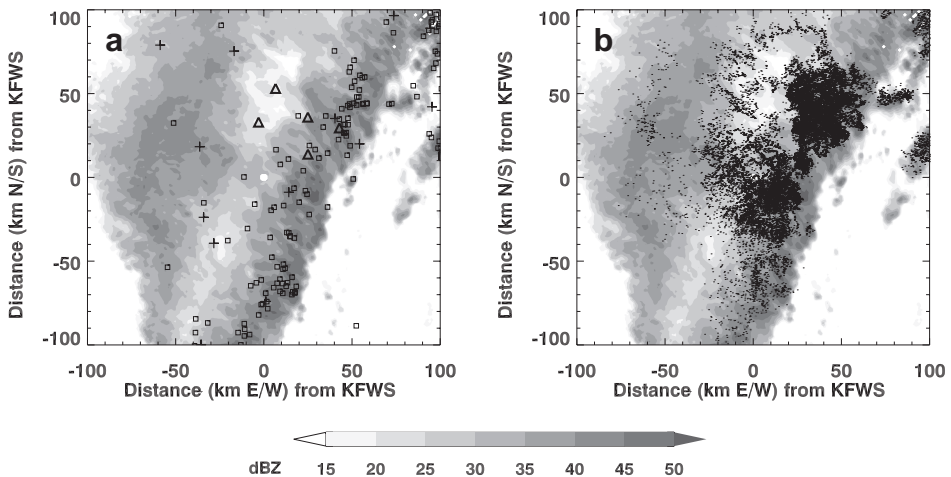 a
100
50
0
-50
-100
Distance (km N/S) from KFWS
-100 -50 0 50 100
Distance (km E/W) from KFWS
b
100
50
0
-50
-100
Distance (km N/S) from KFWS
-100 -50 0 50 100
Distance (km E/W) from KFWS
dBZ 15 20 25 30 35 40 45 50